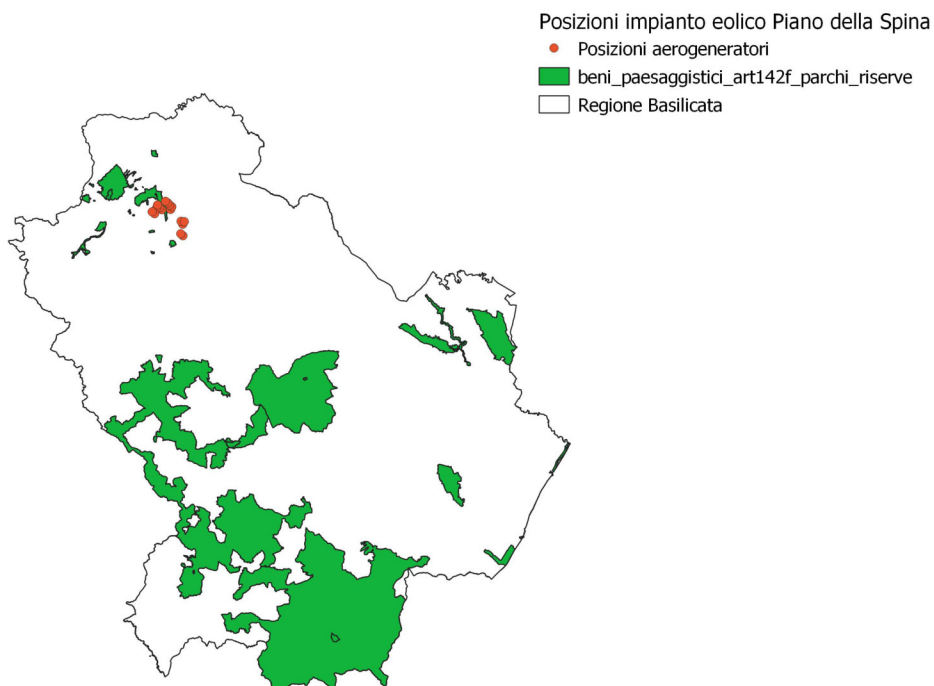 Posizioni impianto eolico Piano della Spina
Posizioni aerogeneratori
beni_paesaggistici_art142f_parchi_riserve
Regione Basilicata